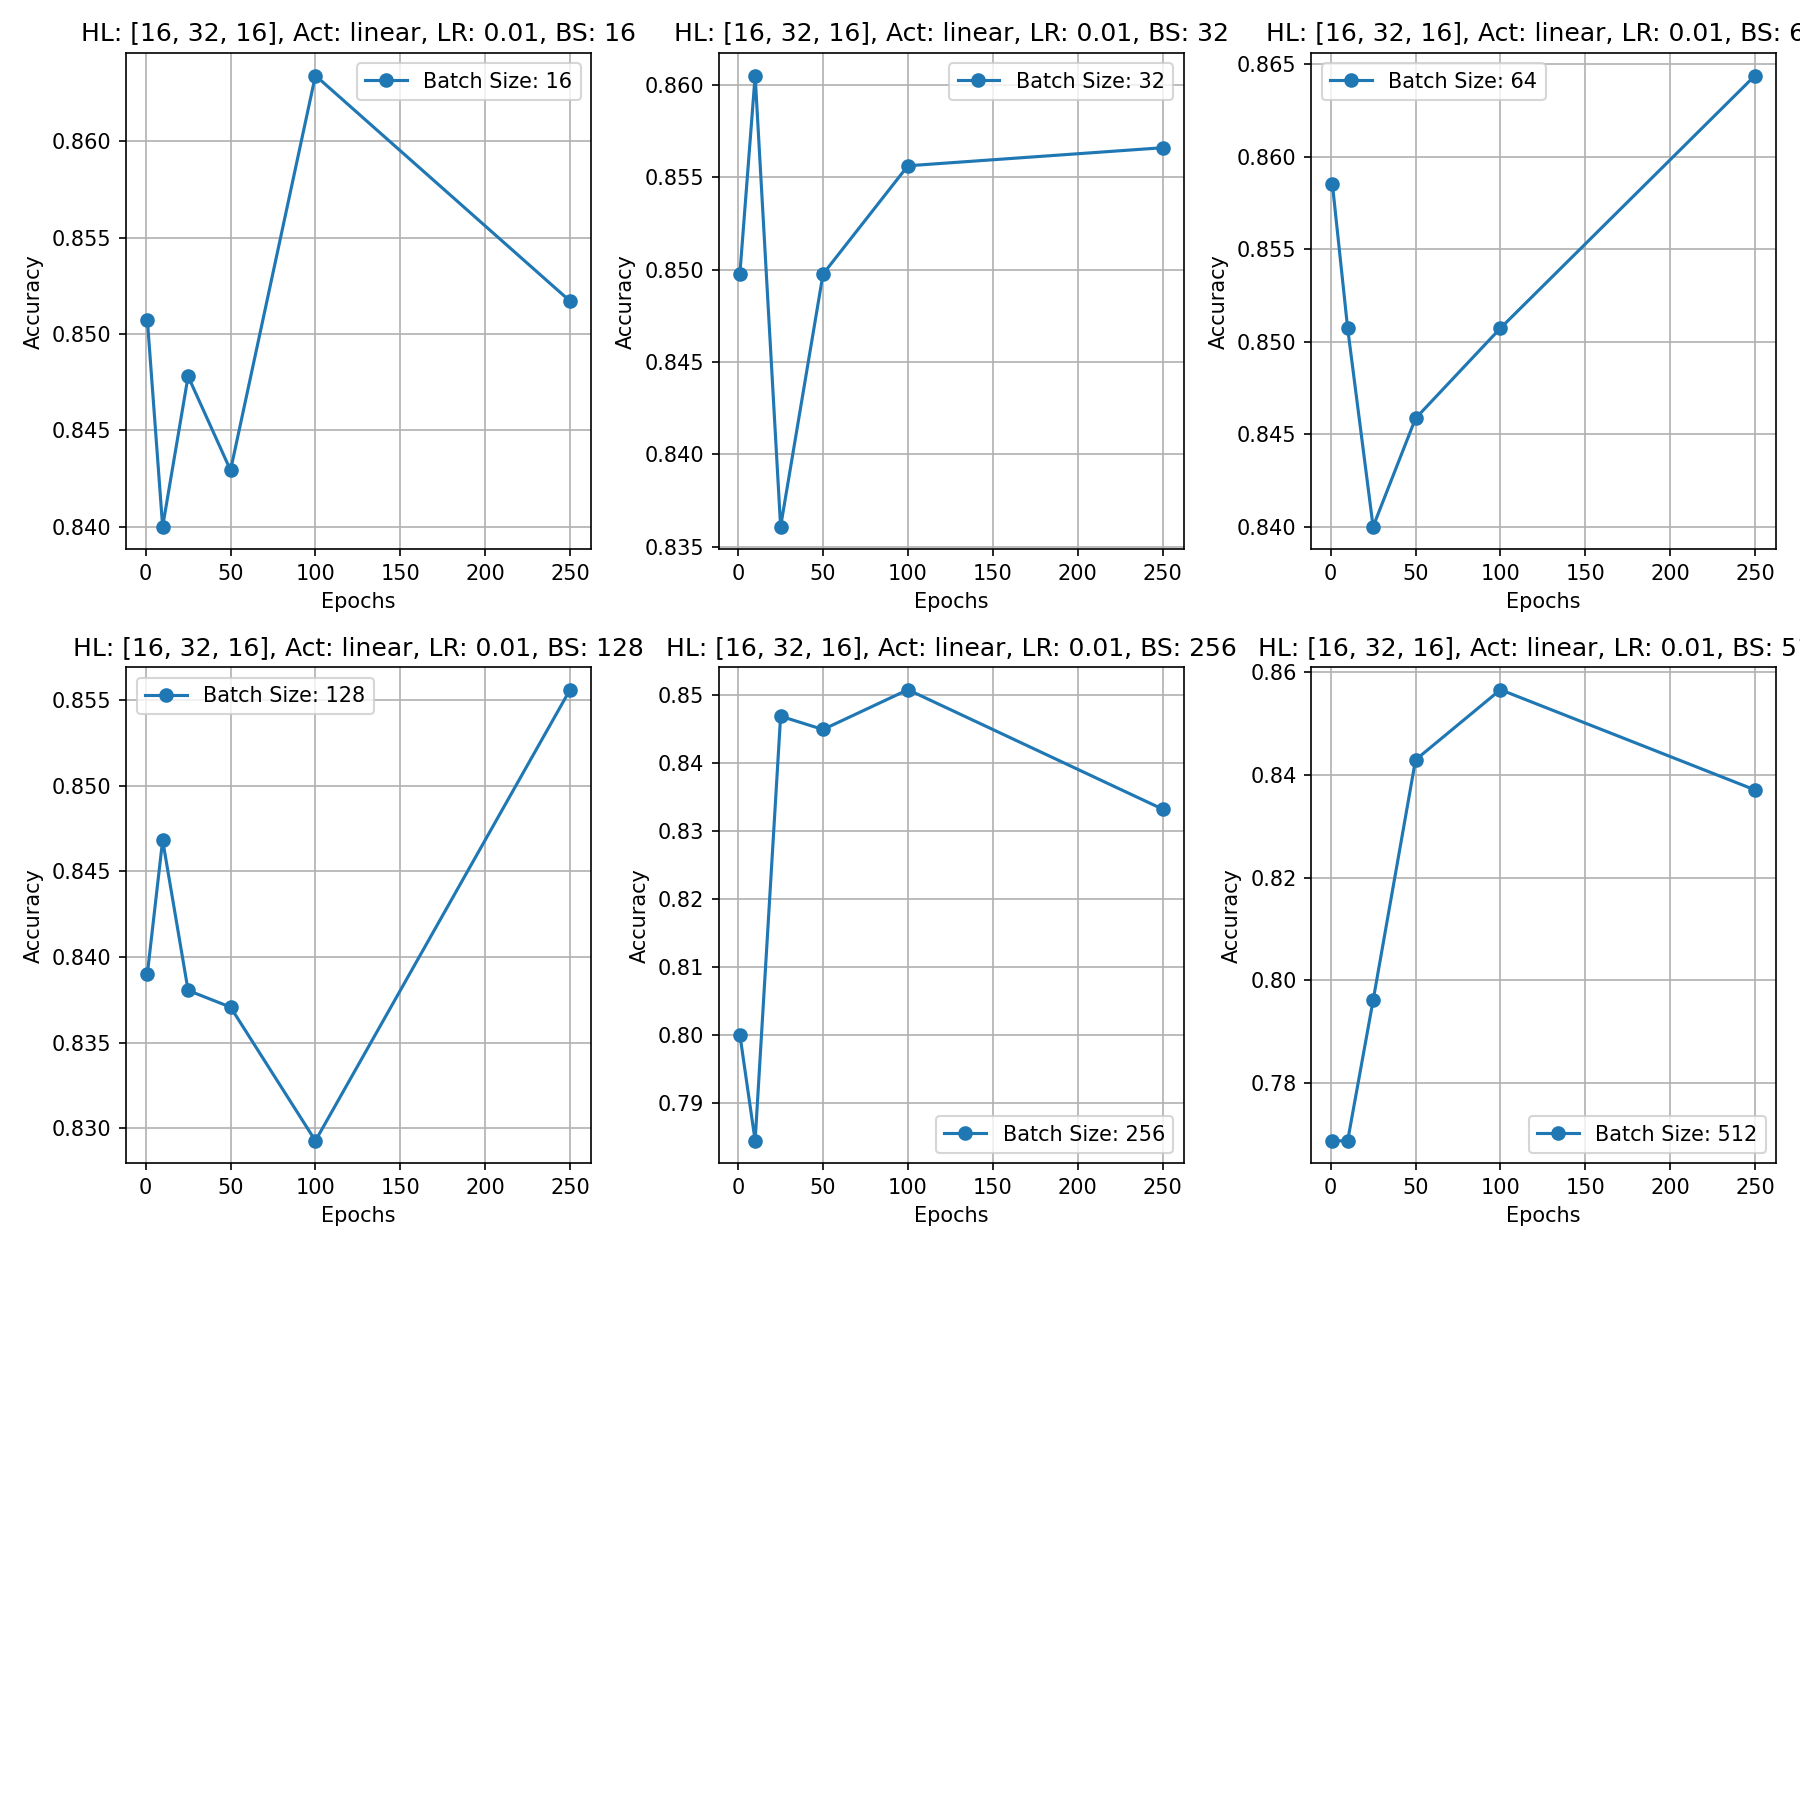 HL: [16, 32, 16], Act: linear, LR: 0.01, BS: 16
Batch Size: 16
0.860
0.855
0.850
0.845
0.840
Accuracy
0 50 100 150 200 250
Epochs
HL: [16, 32, 16], Act: linear, LR: 0.01, BS: 32
Batch Size: 32
0.860
0.855
0.850
0.845
0.840
0.835
Accuracy
0 50 100 150 200 250
Epochs
HL: [16, 32, 16], Act: linear, LR: 0.01, BS: 6
Batch Size: 64
0.865
0.860
0.855
0.850
0.845
0.840
Accuracy
0 50 100 150 200 250
Epochs
HL: [16, 32, 16], Act: linear, LR: 0.01, BS: 128
Batch Size: 128
0.855
0.850
0.845
0.840
0.835
0.830
Accuracy
0 50 100 150 200 250
Epochs
HL: [16, 32, 16], Act: linear, LR: 0.01, BS: 256
0.85
0.84
0.83
0.82
0.81
0.80
0.79
Accuracy
Batch Size: 256
0 50 100 150 200 250
Epochs
HL: [16, 32, 16], Act: linear, LR: 0.01, BS: 5
0.86
0.84
0.82
0.80
0.78
Accuracy
Batch Size: 512
0 50 100 150 200 250
Epochs